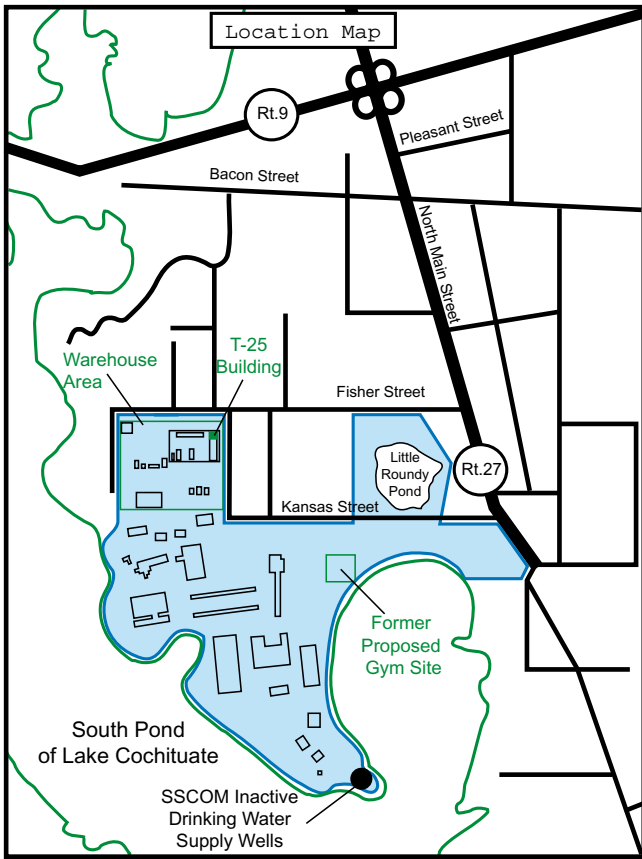 Location Map
Rt.9
Pleasant Street
Bacon Street
North Main Street
Warehouse
Area
T-25
Building
Fisher Street
Little
Roundy
Pond
Rt.27
Kansas Street
Former
Proposed
Gym Site
South Pond
of Lake Cochituate
SSCOM Inactive
Drinking Water
Supply Wells